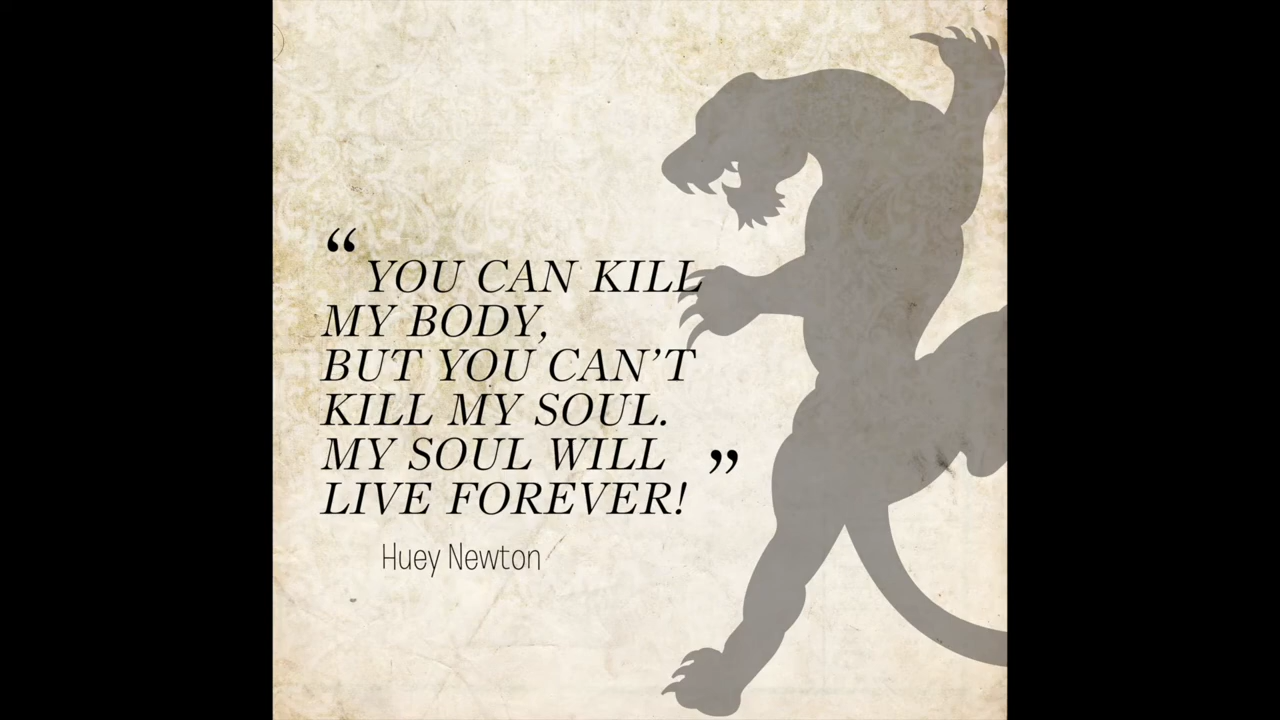 “ YOU CAN KILL
MY BODY,
BUT YOU CAN’T
KILL MY SOUL.
MY SOUL WILL
LIVE FOREVER! ”
Huey Newton